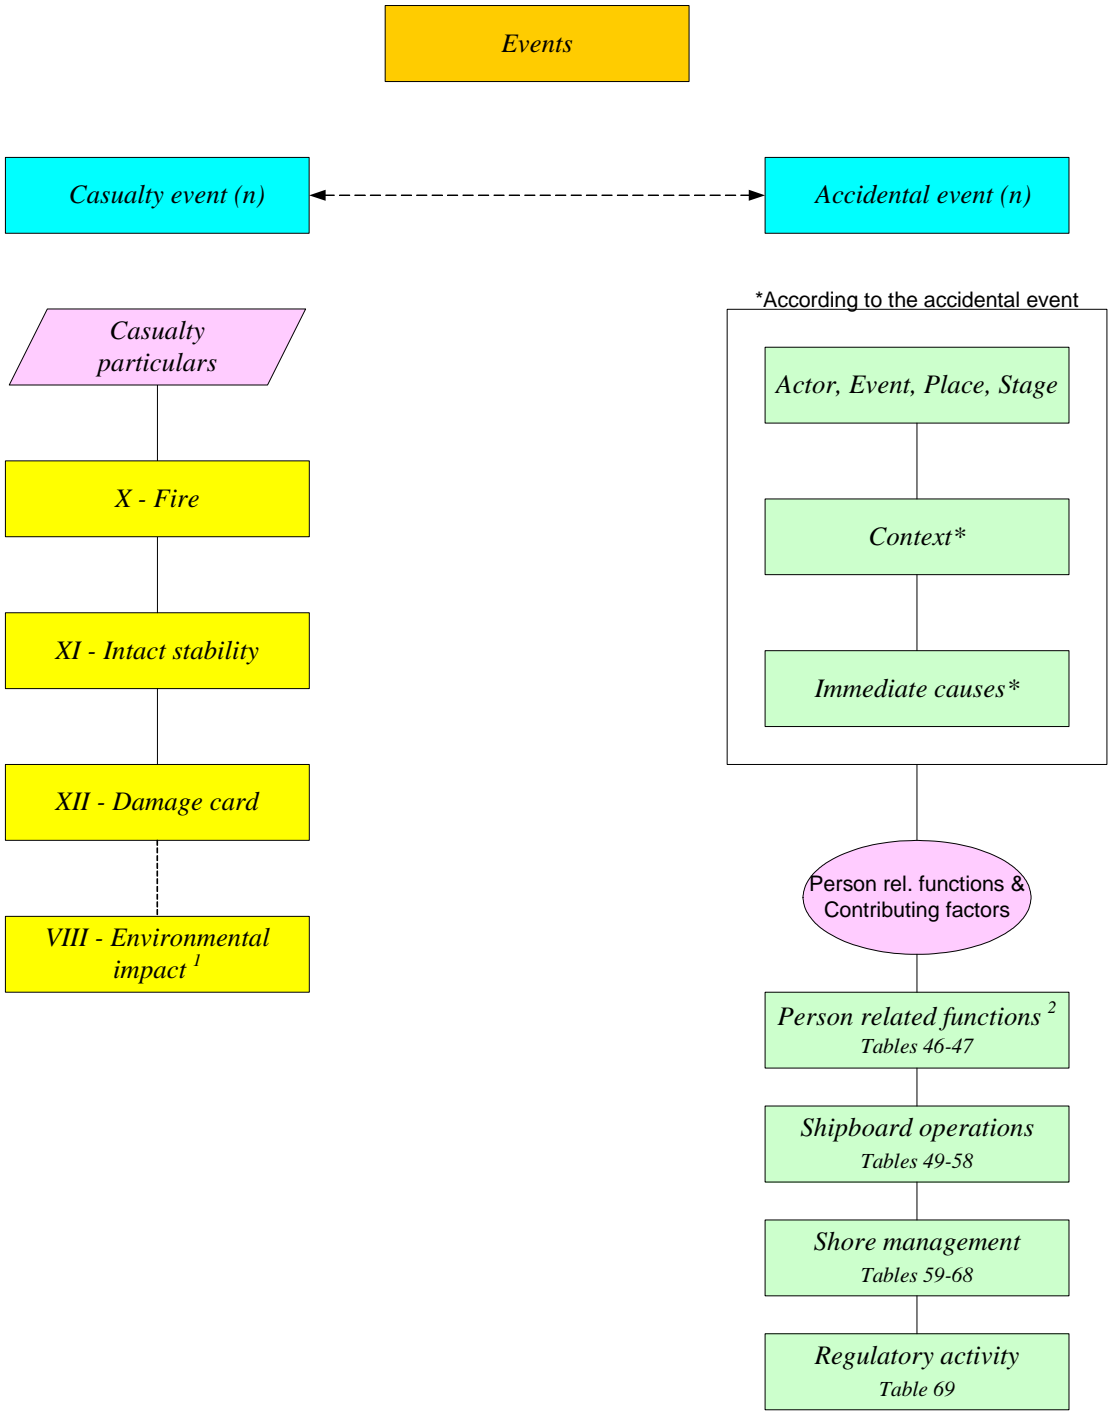 Events
Casualty event (n)
Accidental event (n)
Casualty
particulars
X - Fire
XI - Intact stability
XII - Damage card
VIII - Environmental
impact 1
*According to the accidental event
Actor, Event, Place, Stage
Context*
Immediate causes*
Person rel. functions &
Contributing factors
Person related functions 2
Tables 46-47
Shipboard operations
Tables 49-58
Shore management
Tables 59-68
Regulatory activity
Table 69